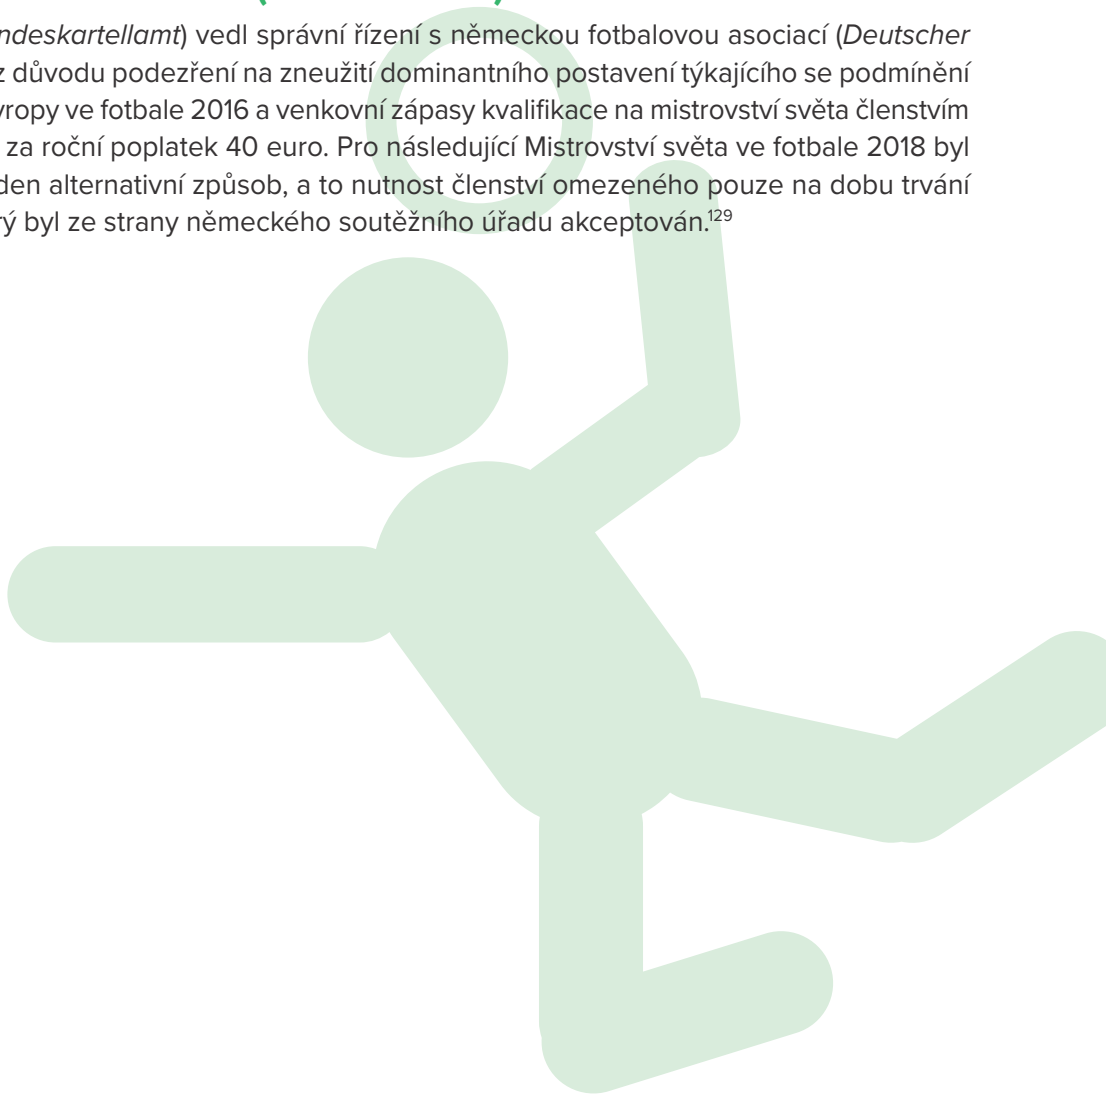 ndeskartellamt) vedl správní řízení s německou fotbalovou asociací (Deutscher
z důvodu podezření na zneužití dominantního postavení týkajícího se podmínění
vropy ve fotbale 2016 a venkovní zápasy kvalifikace na mistrovství světa členstvím
za roční poplatek 40 euro. Pro následující Mistrovství světa ve fotbale 2018 byl
den alternativní způsob, a to nutnost členství omezeného pouze na dobu trvání
rý byl ze strany německého soutěžního úřadu akceptován.129